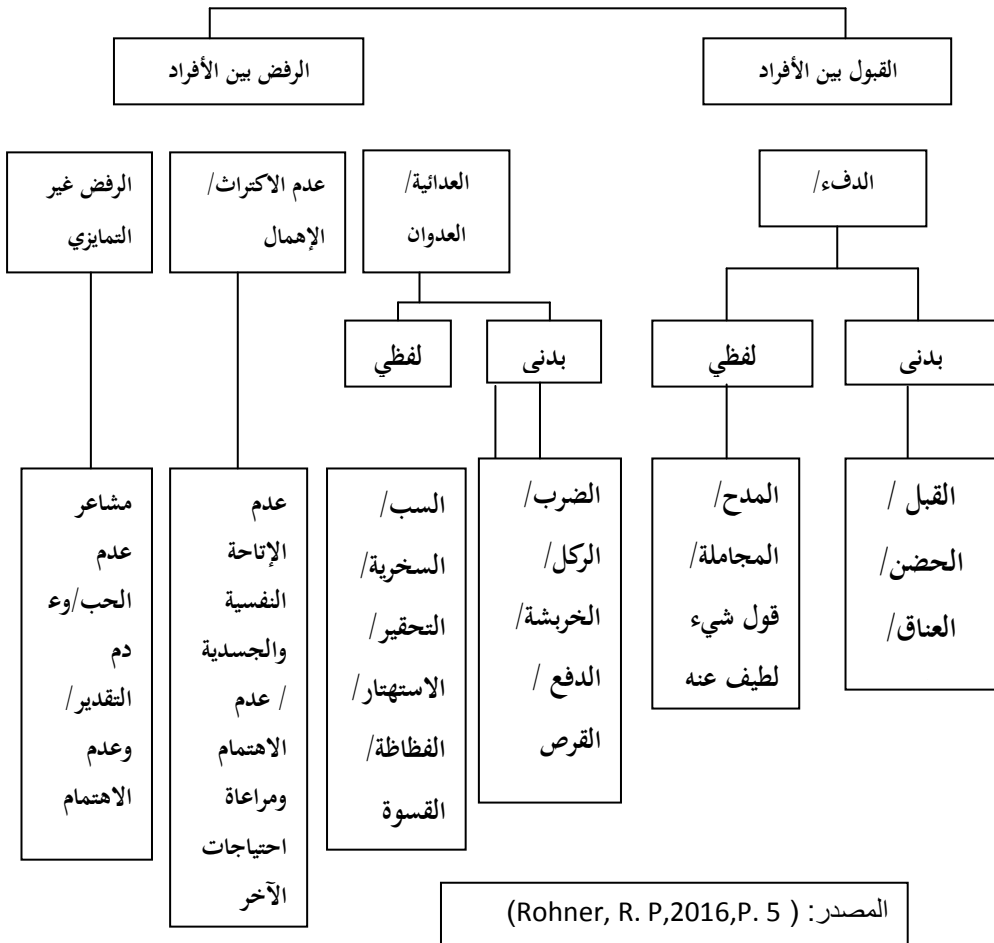 القبول بين الأفراد
الرفض بين الأفراد
الدفء/
العدائية/
العدوان
عدم الاكتراث/
الإهمال
الرفض غير
التمايزي
بدنى
لفظي
بدنى
لفظي
القبل /
الحضن/
العناق/
المدح/
المجاملة/
قول شيء
لطيف عنه
الضرب/
الركل/
الخربشة/
الدفع /
القرص
السب/
السخرية/
التحقير/
الاستهتار/
الفظاظة/
القسوة
عدم
الإتاحة
النفسية
والجسدية
/ عدم
الاهتمام
ومراعاة
احتياجات
الآخر
مشاعر
عدم
الحب/وع
دم
التقدير/
وعدم
الاهتمام
المصدر: ( Rohner, R. P,2016,P. 5)